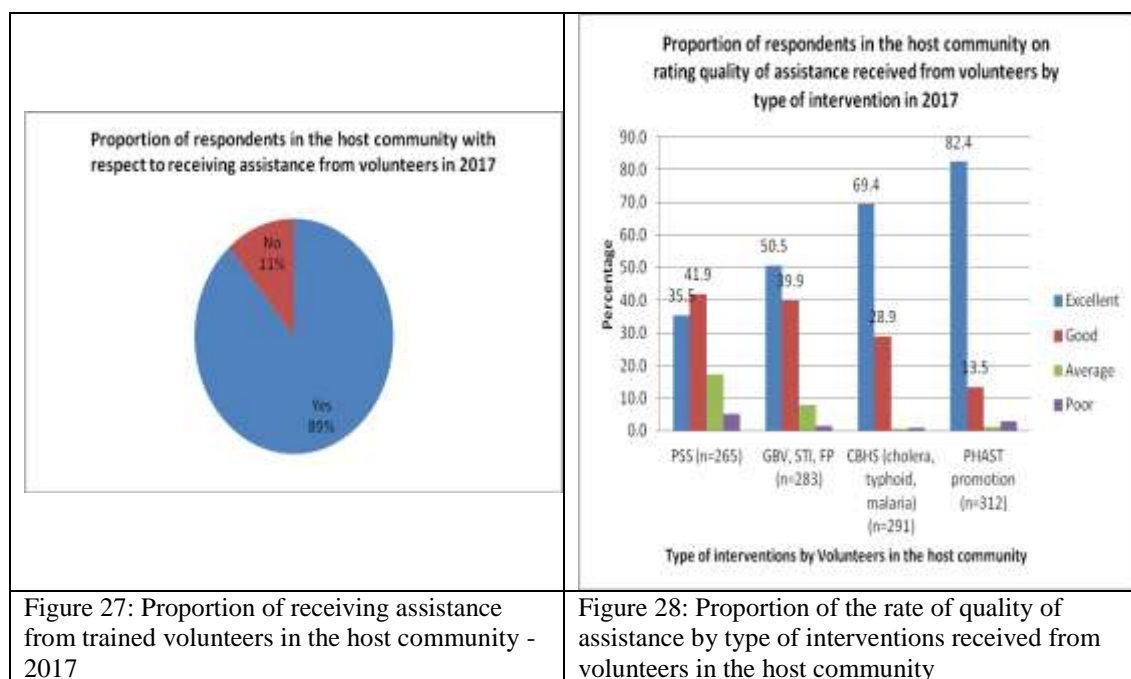 Proportion of respondents in the host community with
respect to receiving assistance from volunteers in 2017
No
11%
Yes
89%
Proportion of respondents in the host community on
rating quality of assistance received from volunteers by
type of intervention in 2017
Percentage
90.0
80.0
70.0
60.0
50.0
40.0
30.0
20.0
10.0
0.0
35.5
41.9
50.5
39.9
69.4
28.9
82.4
13.5
Excellent
Good
Average
Poor
PSS (n=265)
GBV, STI, FP
(n=283)
CBHS (cholera,
typhoid,
malaria)
(n=291)
PHAST
promotion
(n=312)
Type of interventions by Volunteers in the host community
Figure 27: Proportion of receiving assistance
from trained volunteers in the host community -
2017
Figure 28: Proportion of the rate of quality of
assistance by type of interventions received from
volunteers in the host community